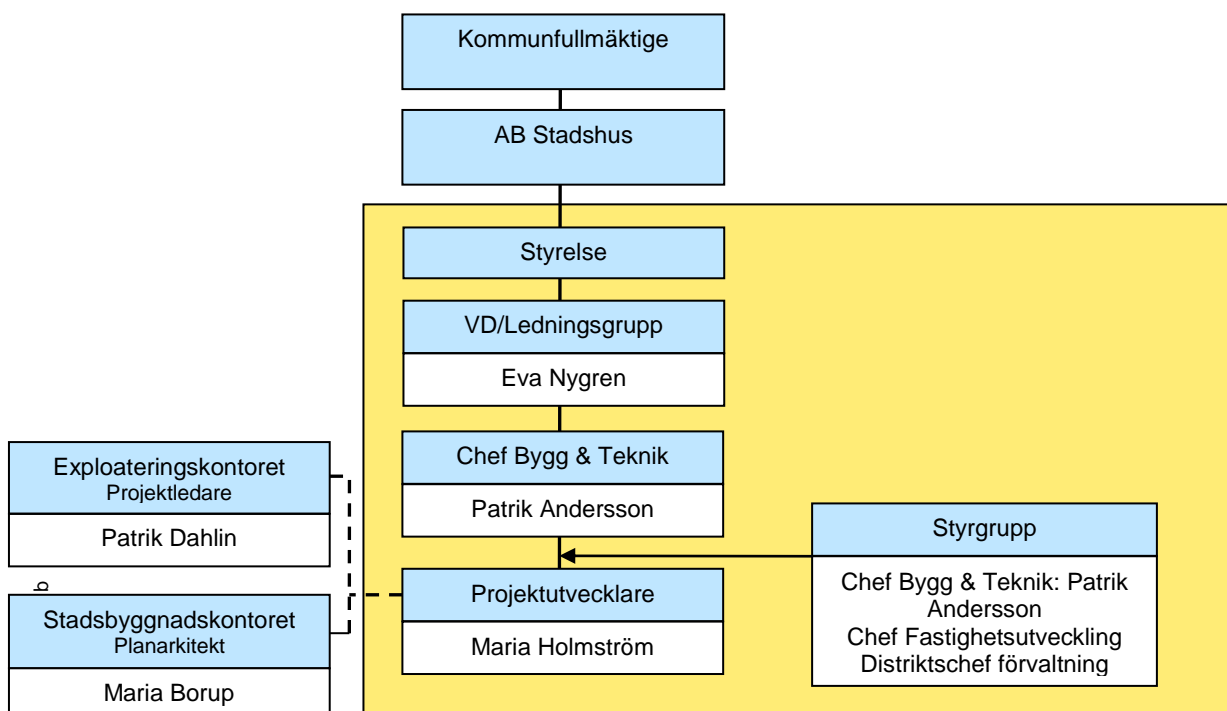 Kommunfullmäktige
AB Stadshus
Styrelse
VD/Ledningsgrupp
Eva Nygren
Chef Bygg & Teknik
Patrik Andersson
Exploateringskontoret
Projektledare
Patrik Dahlin
b
Stadsbyggnadskontoret
Planarkitekt
Maria Borup
Projektutvecklare
Maria Holmström
Styrgrupp
Chef Bygg & Teknik: Patrik
Andersson
Chef Fastighetsutveckling
Distriktschef förvaltning